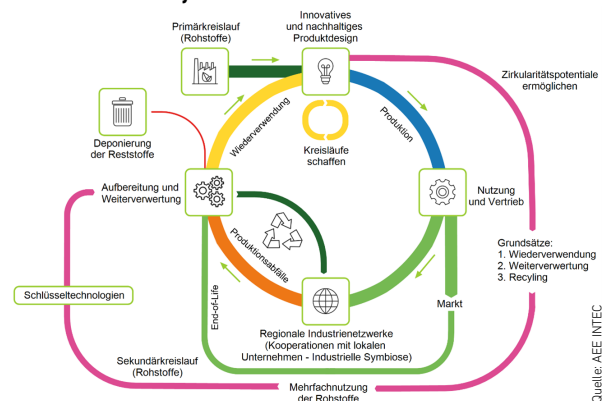 Primärkreislauf
(Rohstoffe)
Innovatives
und nachhaltiges
Produktdesign
Zirkularitätspotentiale
ermöglichen
Deponierung
der Reststoffe
Wiederverwendung
Produktion
Kreisläufe
schaffen
Aufbereitung und
Weiterverwertung
Nutzung
und Vertrieb
Produktionsabfälle
Grundsätze:
1. Wiederverwendung
2. Weiterverwertung
3. Recyling
Schlüsseltechnologien
End-of-Life
Markt
Regionale Industrienetzwerke
(Kooperationen mit lokalen
Unternehmen - Industrielle Symbiose)
Sekundärkreislauf
(Rohstoffe)
Mehrfachnutzung
der Rohstoffe
Quelle: AEE INTEC